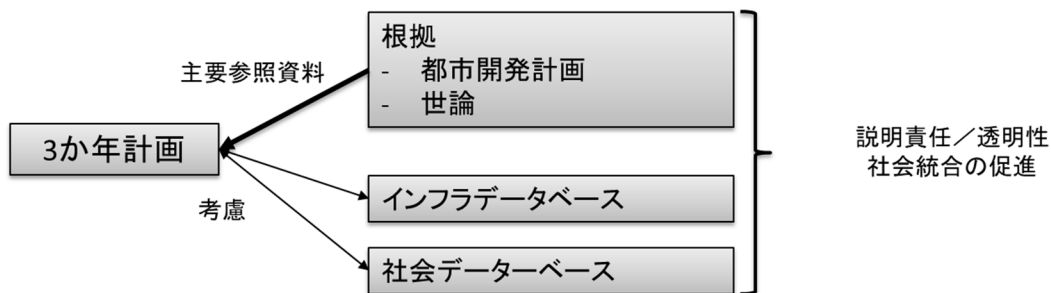 根拠
- 都市開発計画
- 世論
主要参照資料
3か年計画
説明責任／透明性
社会統合の促進
インフラデータベース
考慮
社会データーベース